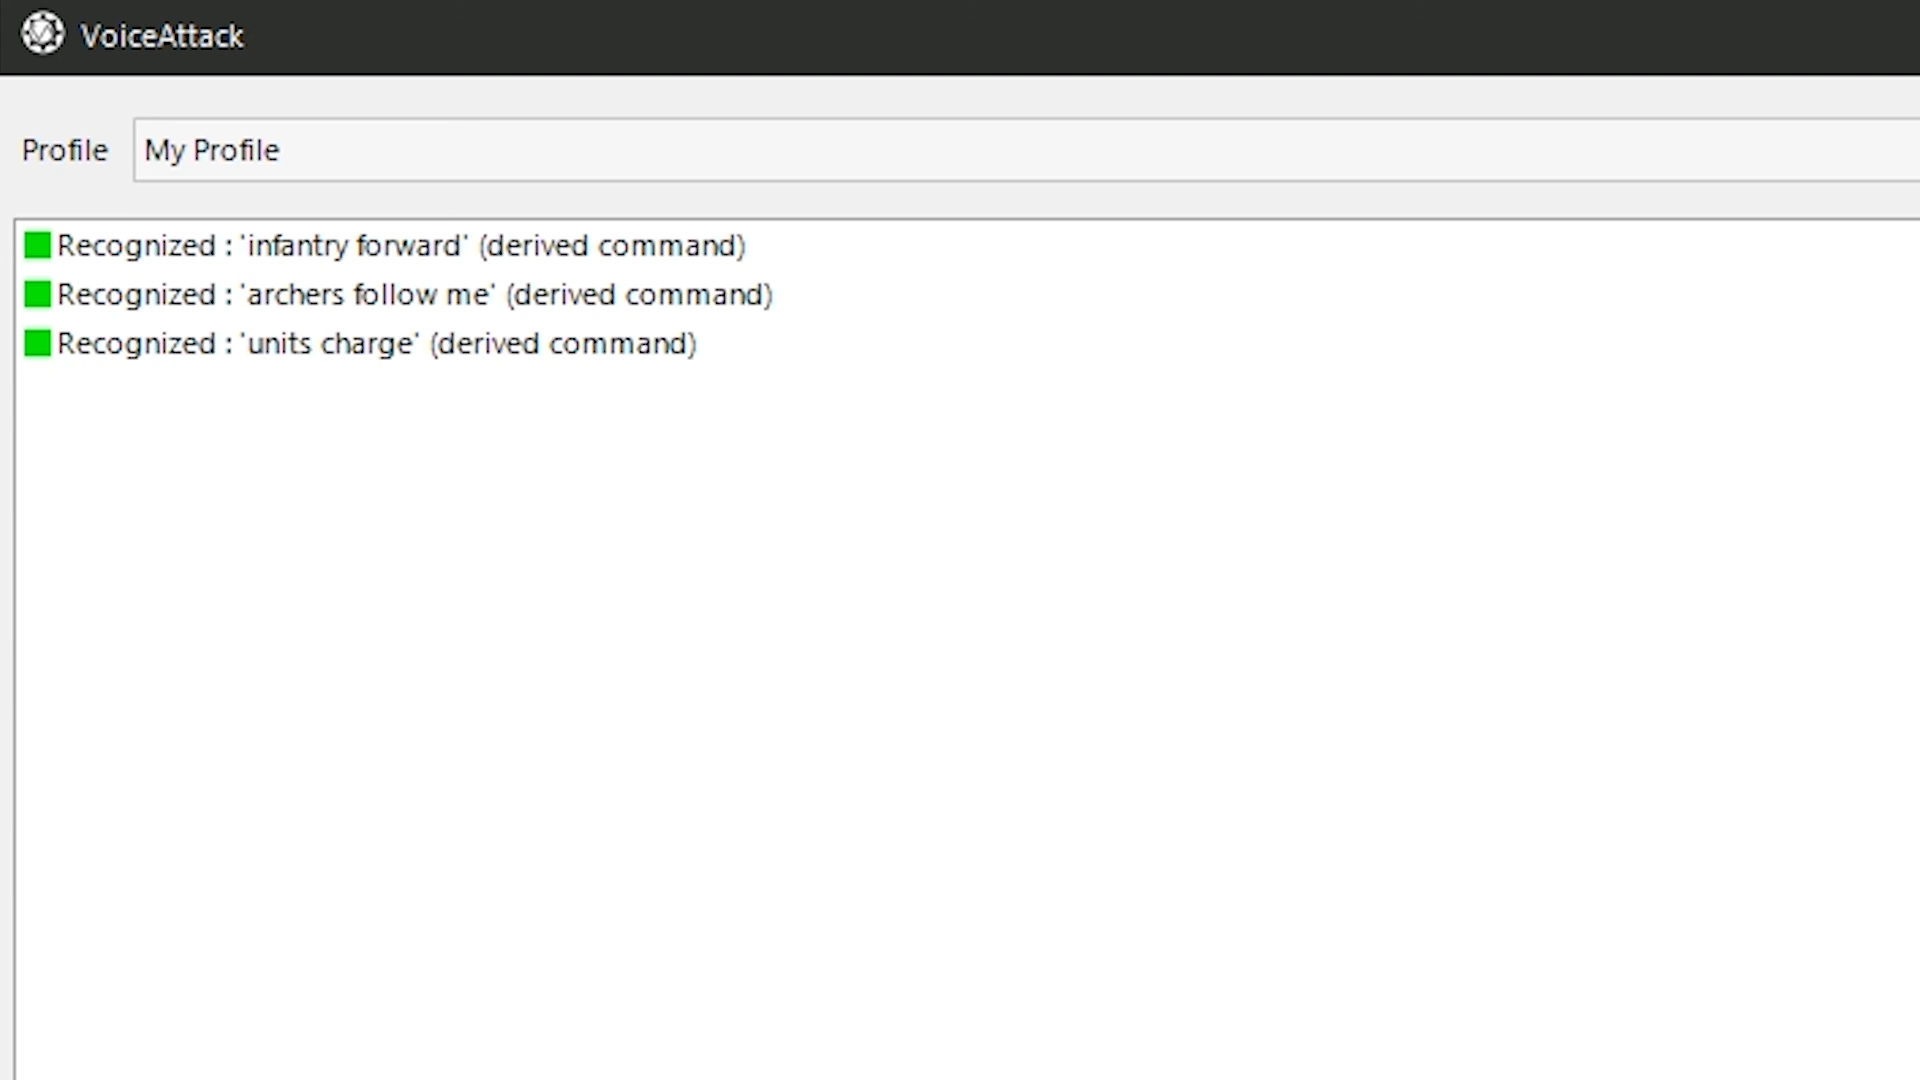 VoiceAttack
Profile My Profile
Recognized : 'infantry forward' (derived command)
Recognized : 'archers follow me' (derived command)
Recognized : 'units charge' (derived command)